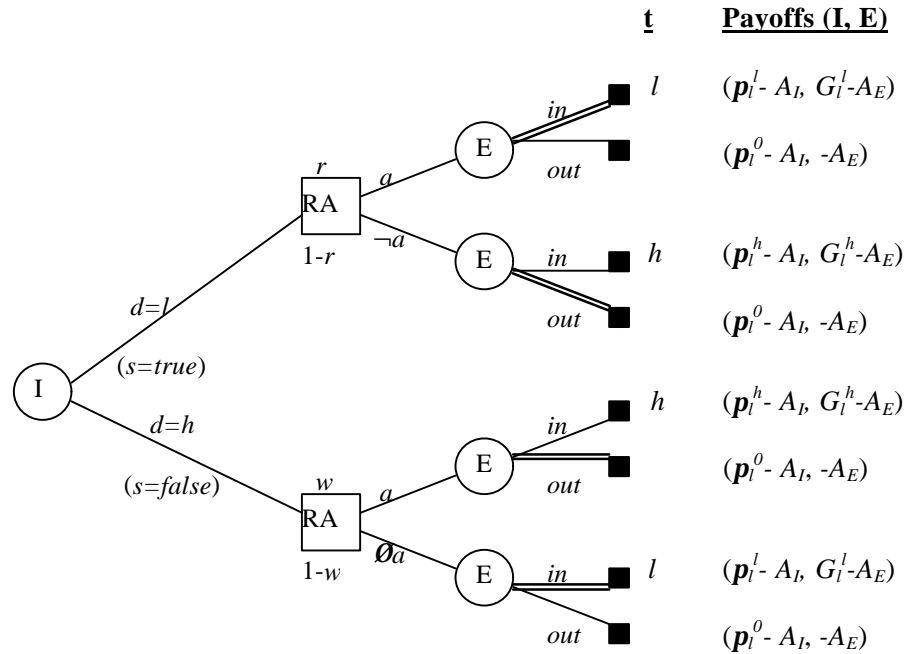 t Payoffs (I, E)
l (p_l^l- A_I, G_l^l-A_E)
in
E
r a (p_l^0- A_I, -A_E)
out
RA
¬a
1-r E in h (p_l^h- A_I, G_l^h-A_E)
d=l
out (p_l^0- A_I, -A_E)
(s=true)
I
h (p_l^h- A_I, G_l^h-A_E)
d=h in
E (p_l^0- A_I, -A_E)
(s=false) w a out
RA
Øa
1-w E in l (p_l^l- A_I, G_l^l-A_E)
out (p_l^0- A_I, -A_E)